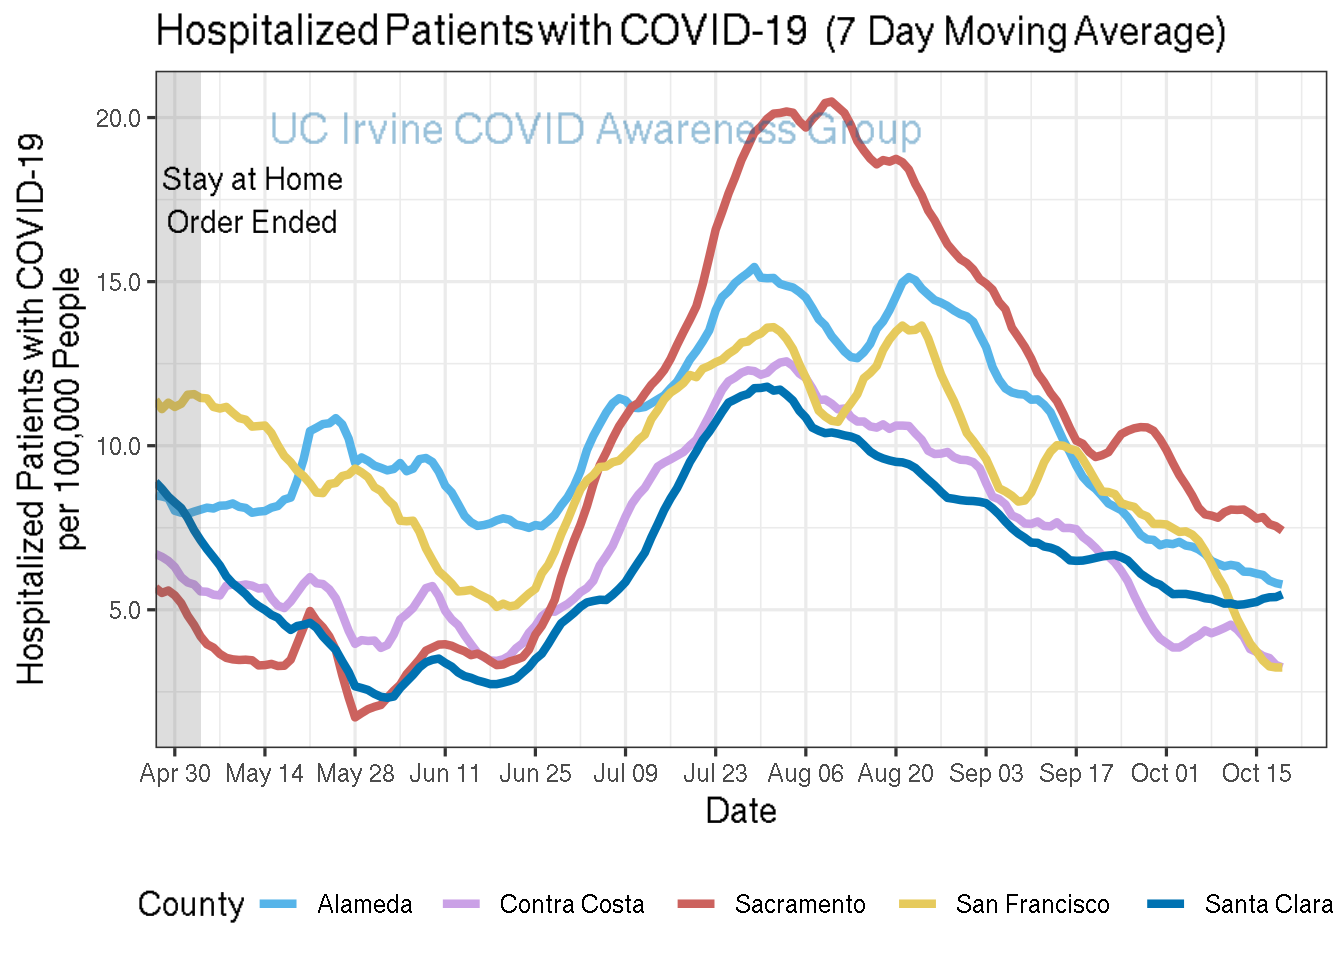 Hospitalized Patients with COVID-19 (7 Day Moving Average)
UC Irvine COVID Awareness Group
Stay at Home
Order Ended
Hospitalized Patients with COVID-19
per 100,000 People
20.0
15.0
10.0
5.0
Apr 30 May 14 May 28 Jun 11 Jun 25 Jul 09 Jul 23 Aug 06 Aug 20 Sep 03 Sep 17 Oct 01 Oct 15
Date
County Alameda Contra Costa Sacramento San Francisco Santa Clara